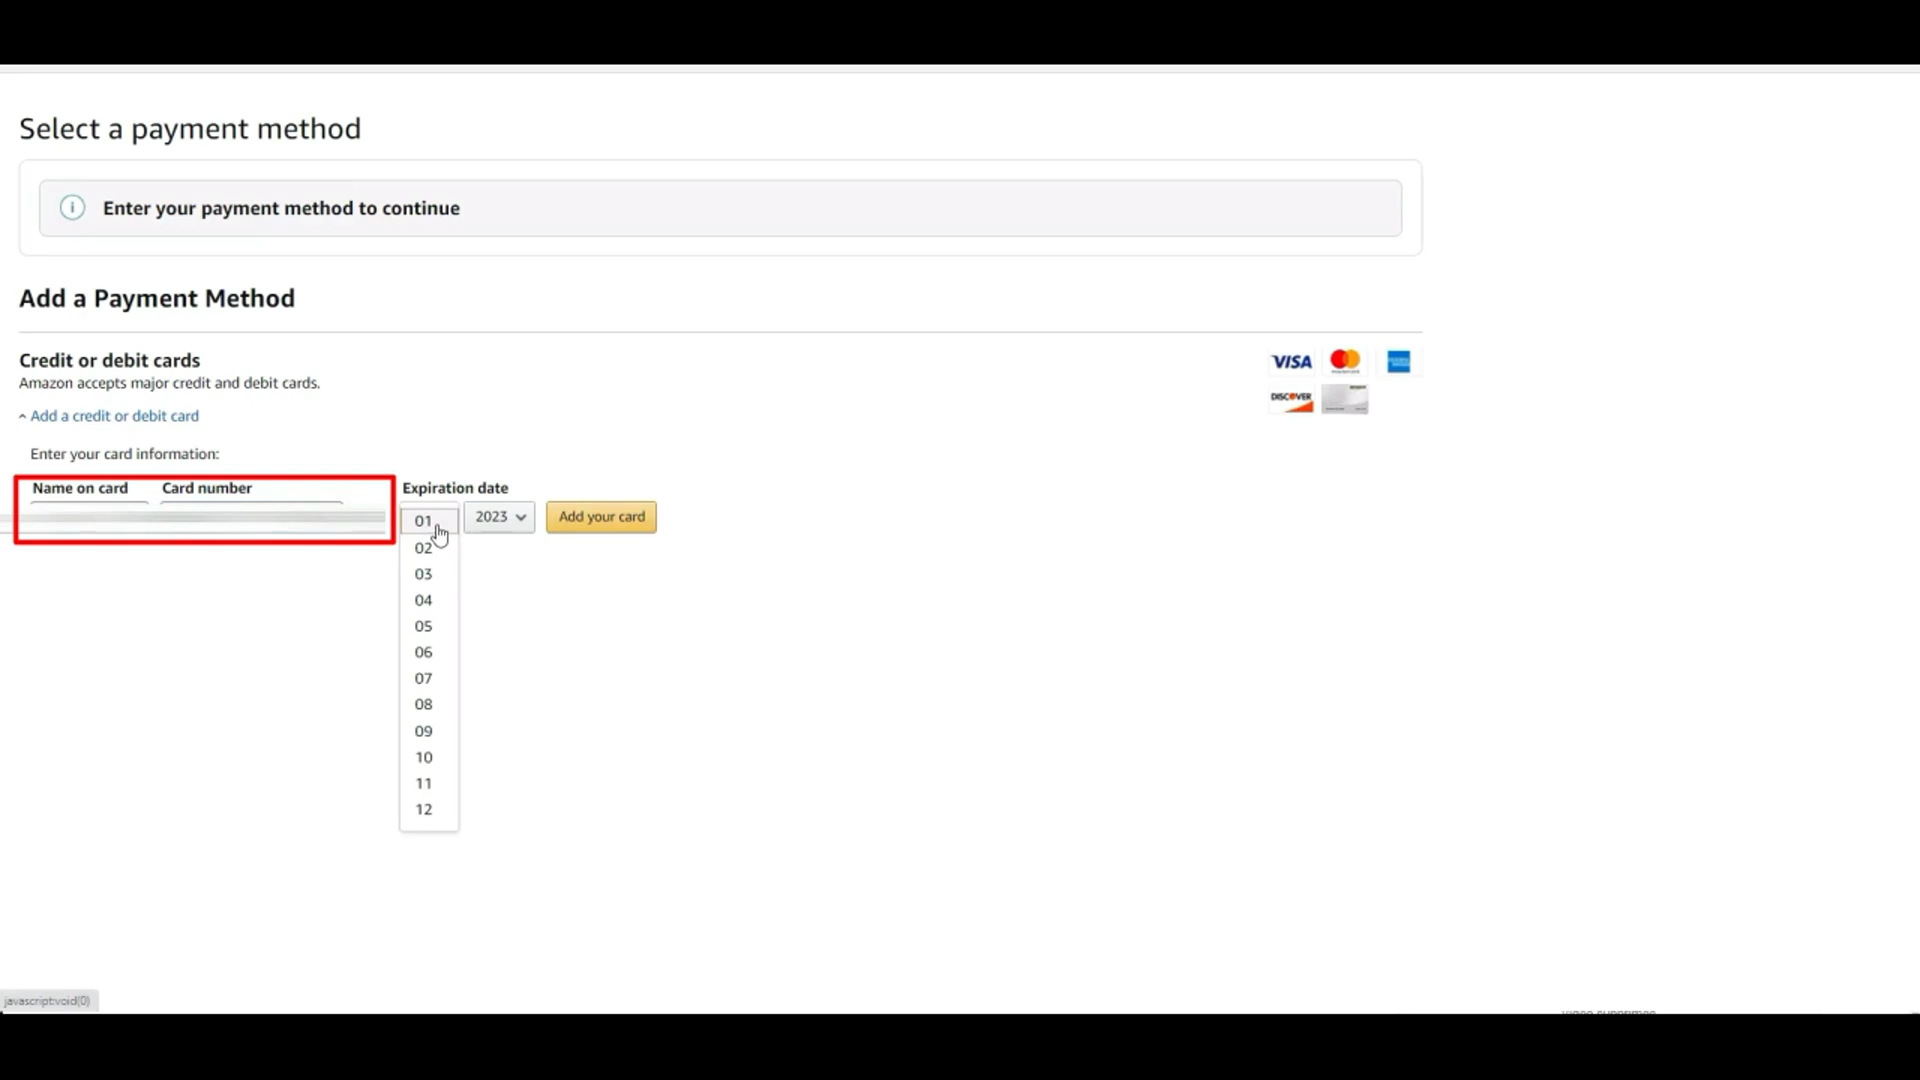 Select a payment method
Enter your payment method to continue
Add a Payment Method
Credit or debit cards
Amazon accepts major credit and debit cards.
VISA
DISCOVER
Add a credit or debit card
Enter your card information:
Name on card Card number Expiration date
01 2023 Add your card
02
03
04
05
06
07
08
09
10
11
12
javascript:void(0)